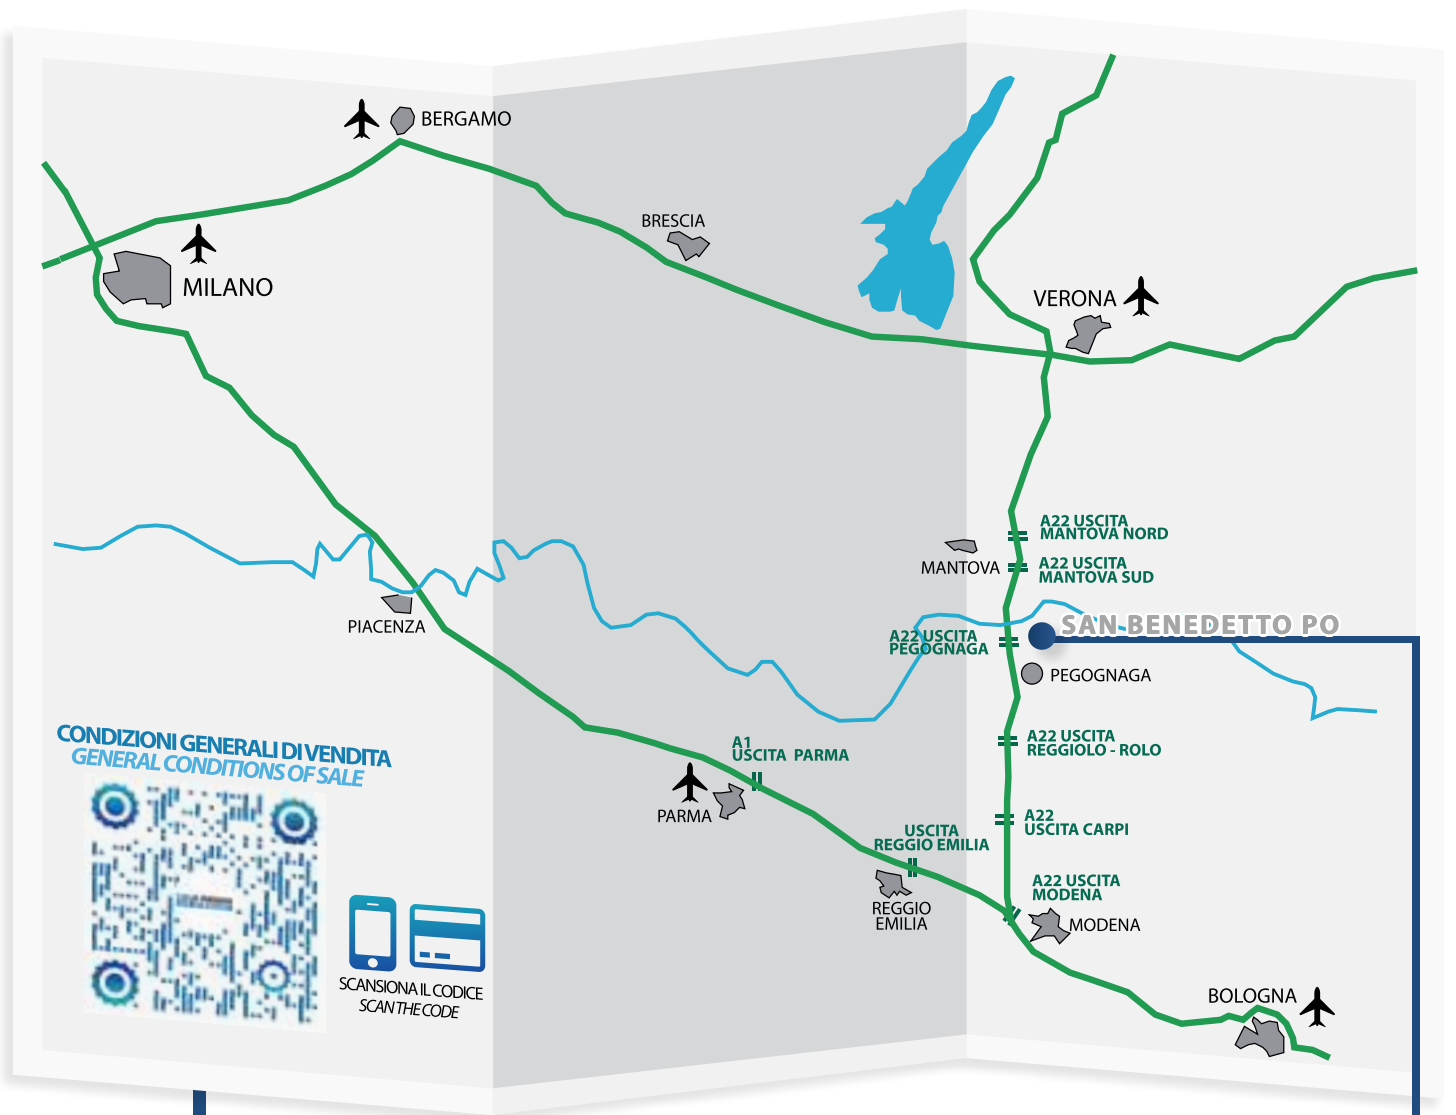 BERGAMO
BRESCIA
MILANO
VERONA
A22 USCITA
MANTOVA NORD
MANTOVA
A22 USCITA
MANTOVA SUD
PIACENZA
SAN BENEDETTO PO
A22 USCITA
PEGOGNAGA
PEGOGNAGA
CONDIZIONI GENERALI DI VENDITA
GENERAL CONDITIONS OF SALE
A1
USCITA PARMA
A22 USCITA
REGGIOLO - ROLO
PARMA
USCITA
REGGIO EMILIA
A22
USCITA CARPI
A22 USCITA
MODENA
REGGIO
EMILIA
MODENA
SCANSIONA IL CODICE
SCAN THE CODE
BOLOGNA